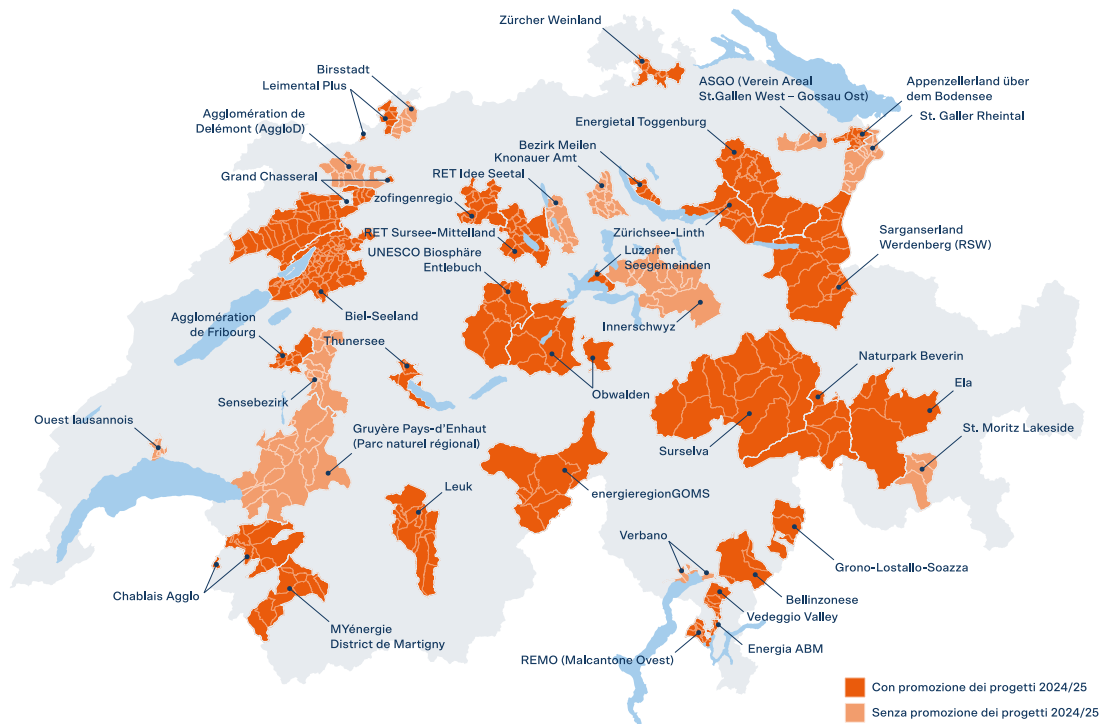 Zürcher Weinland
Birsstadt
Leimental Plus
ASGO (Verein Areal
St.Gallen West – Gossau Ost)
Appenzellerland über
dem Bodensee
St. Galler Rheintal
Agglomération de
Delémont (AggloD)
Energietal Toggenburg
Bezirk Meilen
Knonauer Amt
RET Idee Seetal
Grand Chasseral
zofingenregio
RET Sursee-Mittelland
UNESCO Biosphäre
Entlebuch
Zürichsee-Linth
Luzerner
Seegemeinden
Sarganserland
Werdenberg (RSW)
Biel-Seeland
Innerschwyz
Agglomération
de Fribourg
Thunersee
Naturpark Beverin
Obwalden
Ela
Sensebezirk
Ouest lausannois
Gruyère Pays-d'Enhaut
(Parc naturel régional)
St. Moritz Lakeside
Surselva
Leuk
energieregionGOMS
Verbano
Grono-Lostallo-Soazza
Chablais Agglo
Bellinzonese
Vedeggio Valley
MYénergie
District de Martigny
Energia ABM
REMO (Malcantone Ovest)
Con promozione dei progetti 2024/25
Senza promozione dei progetti 2024/25